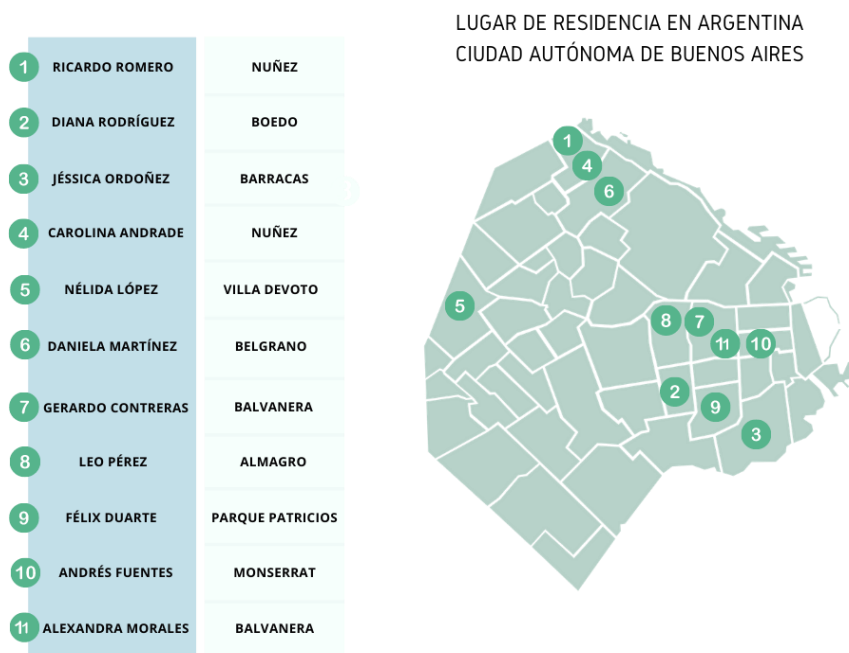 LUGAR DE RESIDENCIA EN ARGENTINA
CIUDAD AUTÓNOMA DE BUENOS AIRES
1 RICARDO ROMERO NUÑEZ
2 DIANA RODRÍGUEZ BOEDO
3 JÉSSICA ORDOÑEZ BARRACAS
4 CAROLINA ANDRADE NUÑEZ
5 NÉLIDA LÓPEZ VILLA DEVOTO
6 DANIELA MARTÍNEZ BELGRANO
7 GERARDO CONTRERAS BALVANERA
8 LEO PÉREZ ALMAGRO
9 FÉLIX DUARTE PARQUE PATRICIOS
10 ANDRÉS FUENTES MONSERRAT
11 ALEXANDRA MORALES BALVANERA
1
4
6
5
8 7
11 10
2
9
3